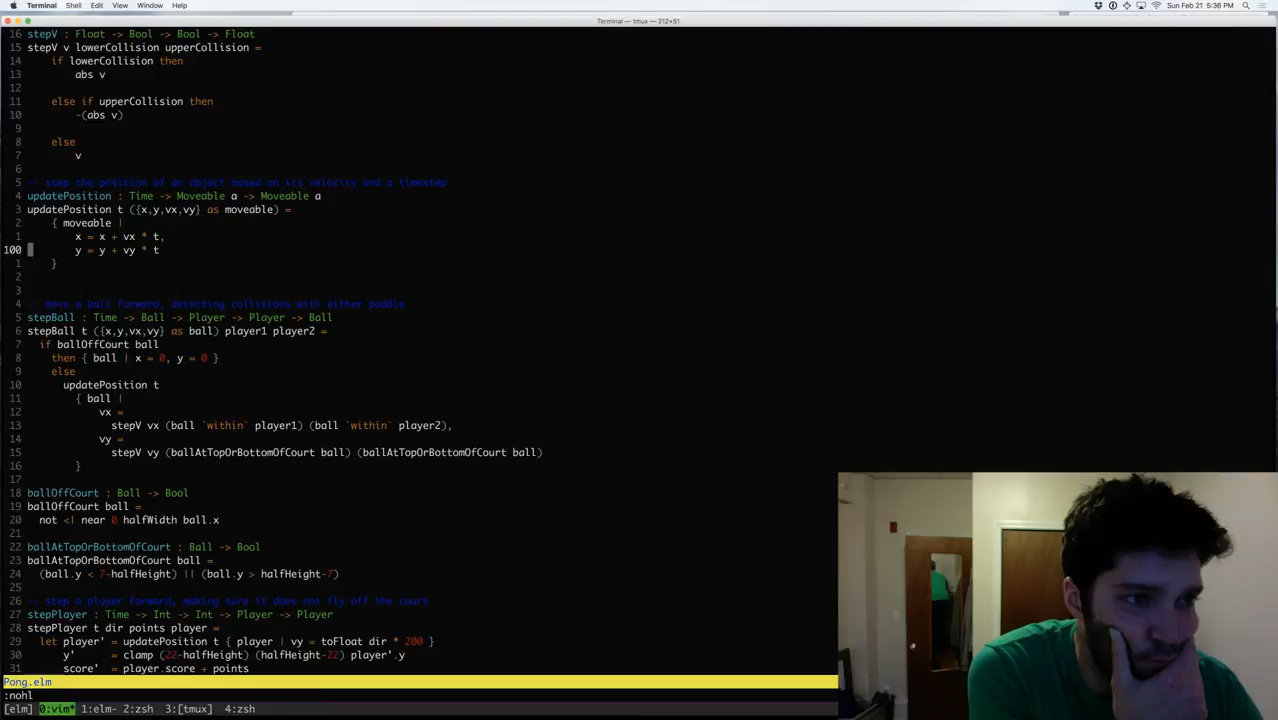 Terminal Shell Edit View Window Help Sun Feb 21 5:36 PM
Terminal — tmux — 212×51
16 stepV : Float -> Bool -> Bool -> Float
15 stepV v lowerCollision upperCollision =
14 if lowerCollision then
13 abs v
12
11 else if upperCollision then
10 -(abs v)
9
8 else
7 v
6
5 -- step the position of an object based on its velocity and a timestep
4 updatePosition : Time -> Moveable a -> Moveable a
3 updatePosition t ({x,y,vx,vy} as moveable) =
2 { moveable |
1 x = x + vx * t,
100 y = y + vy * t
1 }
2
3
4 -- move a ball forward, detecting collisions with either paddle
5 stepBall : Time -> Ball -> Player -> Player -> Ball
6 stepBall t ({x,y,vx,vy} as ball) player1 player2 =
7 if ballOffCourt ball
8 then { ball | x = 0, y = 0 }
9 else
10 updatePosition t
11 { ball |
12 vx =
13 stepV vx (ball `within` player1) (ball `within` player2),
14 vy =
15 stepV vy (ballAtTopOrBottomOfCourt ball) (ballAtTopOrBottomOfCourt ball)
16 }
17
18 ballOffCourt : Ball -> Bool
19 ballOffCourt ball =
20 not <| near 0 halfWidth ball.x
21
22 ballAtTopOrBottomOfCourt : Ball -> Bool
23 ballAtTopOrBottomOfCourt ball =
24 (ball.y < 7-halfHeight) || (ball.y > halfHeight-7)
25
26 -- step a player forward, making sure it does not fly off the court
27 stepPlayer : Time -> Int -> Int -> Player -> Player
28 stepPlayer t dir points player =
29 let player' = updatePosition t { player | vy = toFloat dir * 200 }
30 y' = clamp (22-halfHeight) (halfHeight-22) player'.y
31 score' = player.score + points
Pong.elm
:nohl
[elm] 0:vim* 1:elm- 2:zsh 3:[tmux] 4:zsh